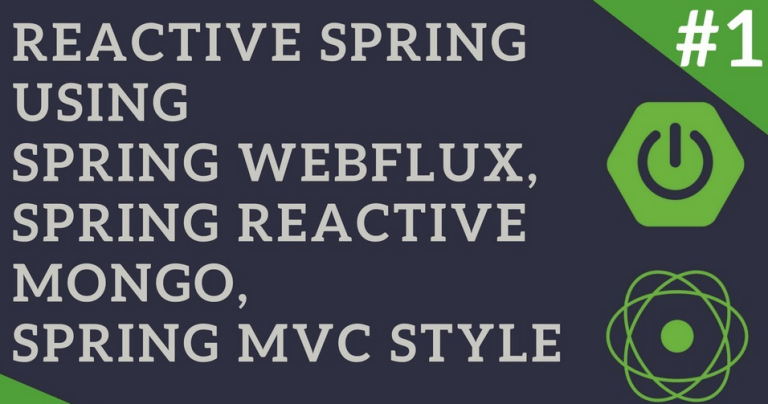 REACTIVE SPRING
USING
SPRING WEBFLUX,
SPRING REACTIVE
MONGO,
SPRING MVC STYLE
#1